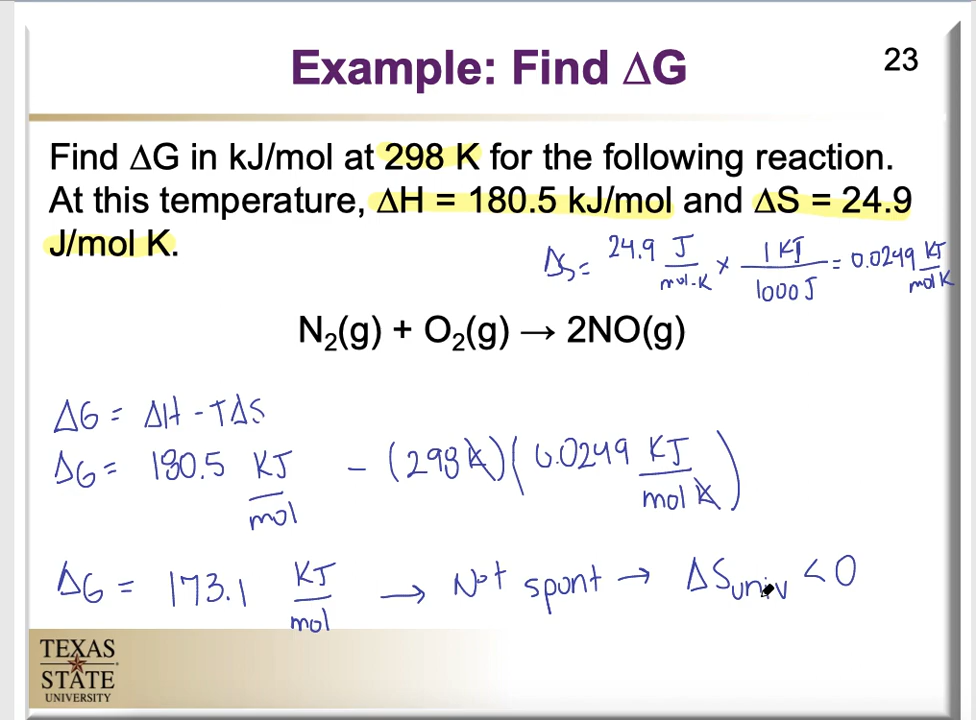 Example: Find ΔG
23
Find ΔG in kJ/mol at 298 K for the following reaction.
At this temperature, ΔH = 180.5 kJ/mol and ΔS = 24.9
J/mol K.
ΔS = 24.9 J/mol·K × 1 KJ/1000 J = 0.0249 KJ/mol K
N₂(g) + O₂(g) → 2NO(g)
ΔG = ΔH - TΔS
ΔG = 180.5 KJ/mol - (298 K)(0.0249 KJ/mol K)
ΔG = 173.1 KJ/mol → Not spont → ΔS univ < 0
TEXAS
STATE
UNIVERSITY